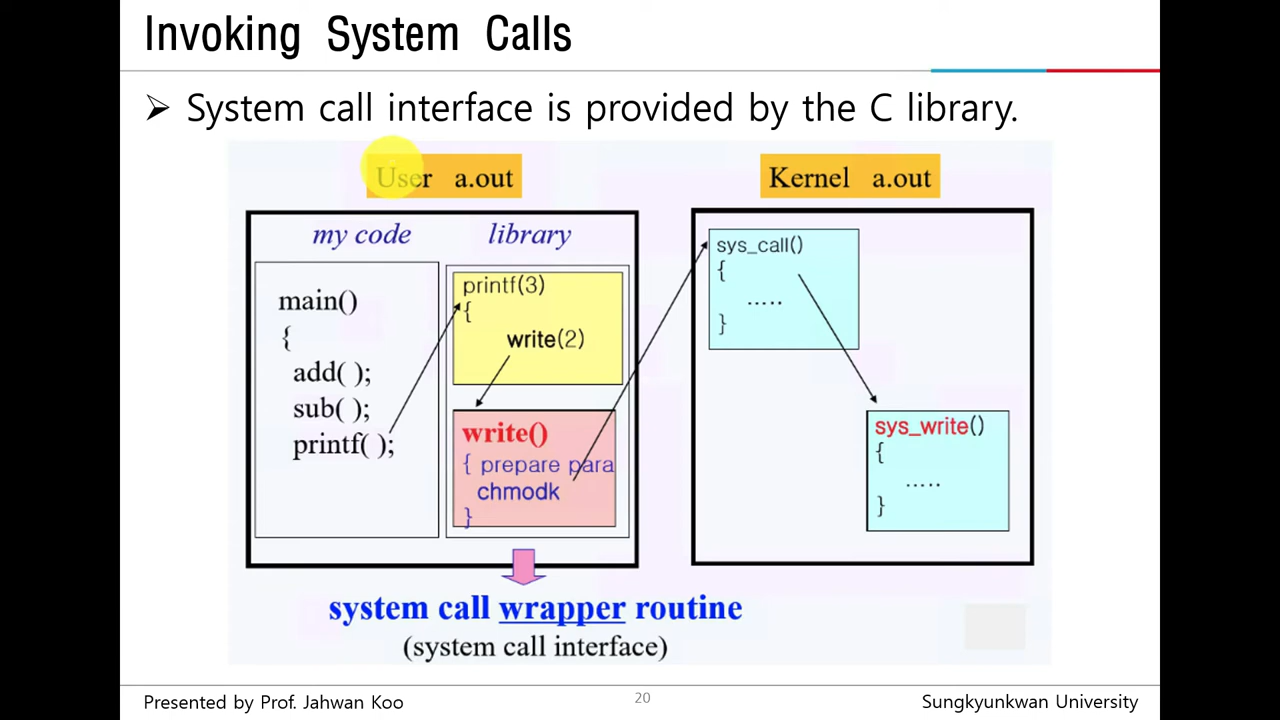 Invoking System Calls
➢ System call interface is provided by the C library.
User a.out
Kernel a.out
my code
library
main()
{
add( );
sub( );
printf( );
printf(3)
{
write(2)
write()
{ prepare para
chmodk
}
sys_call()
{
.....
}
sys_write()
{
.....
}
system call wrapper routine
(system call interface)
Presented by Prof. Jahwan Koo
20
Sungkyunkwan University